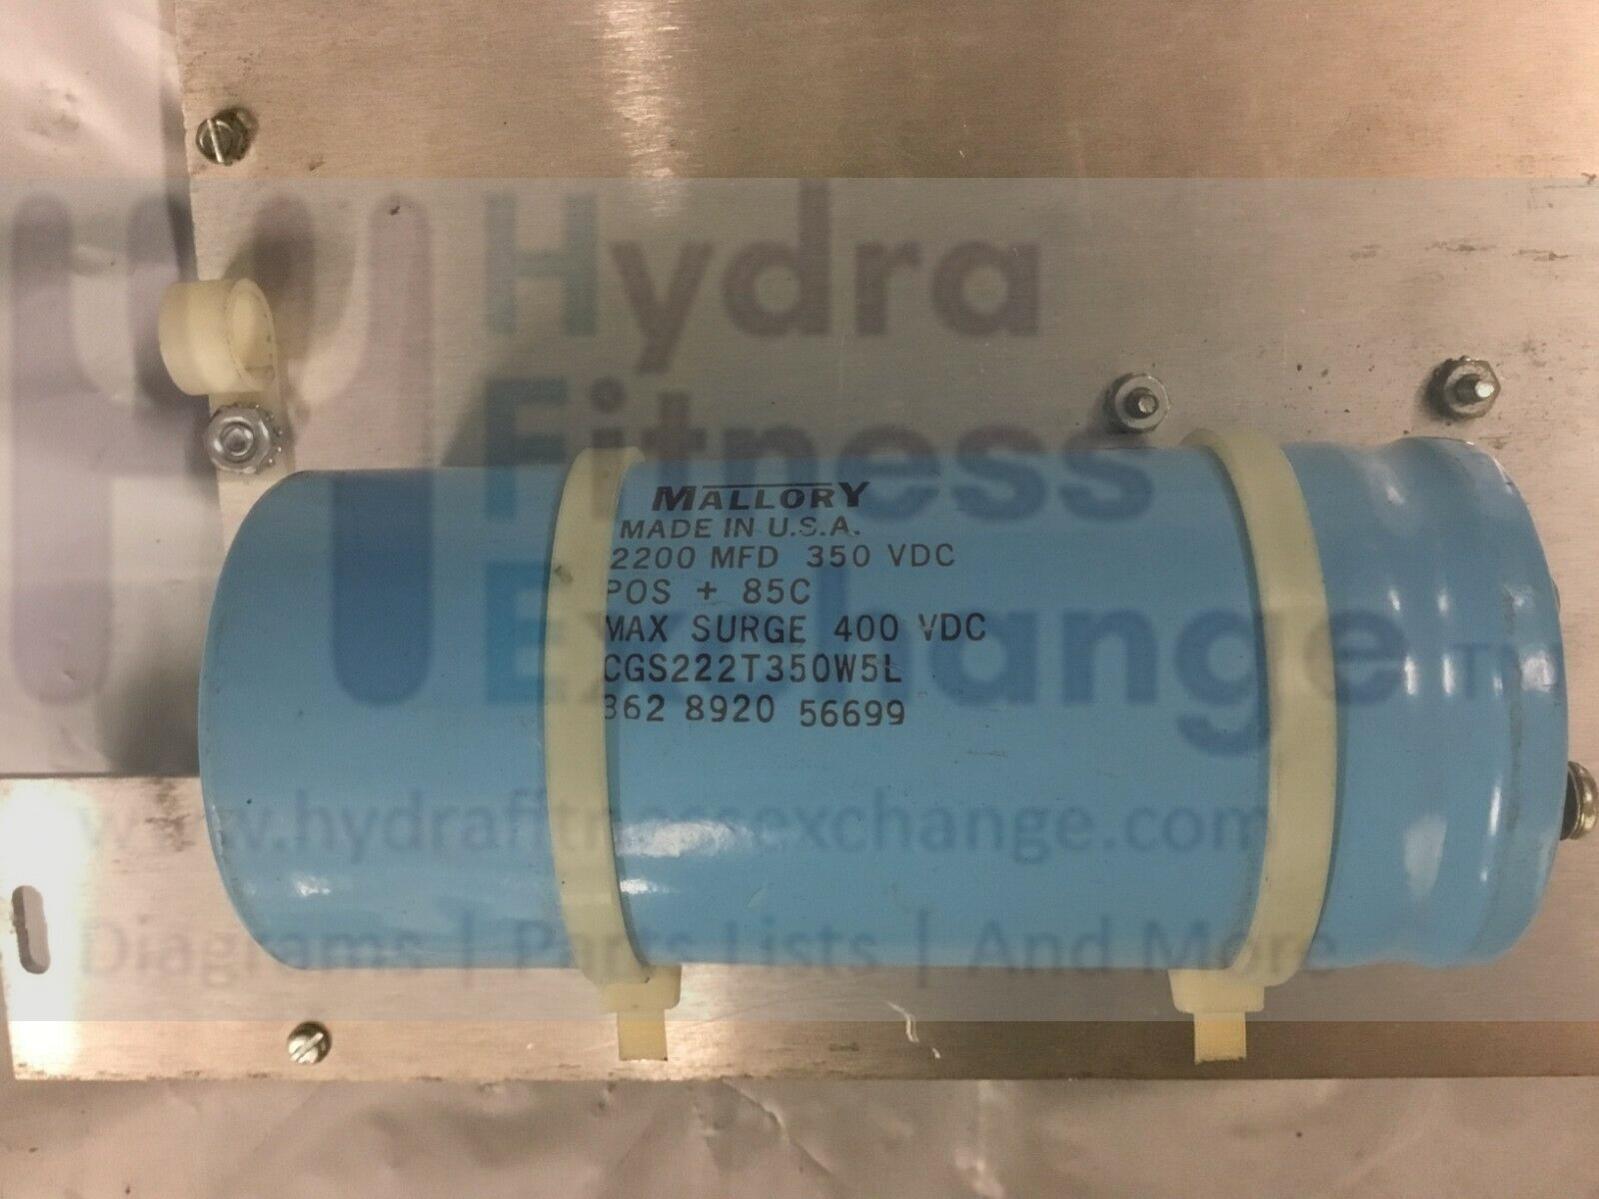 Hydra
Fitness
Exchange™
MALLORY
MADE IN U.S.A.
2200 MFD 350 VDC
POS + 85C
MAX SURGE 400 VDC
CGS222T350W5L
362 8920 56699
www.hydrafitnessexchange.com
Diagrams | Parts Lists | And More